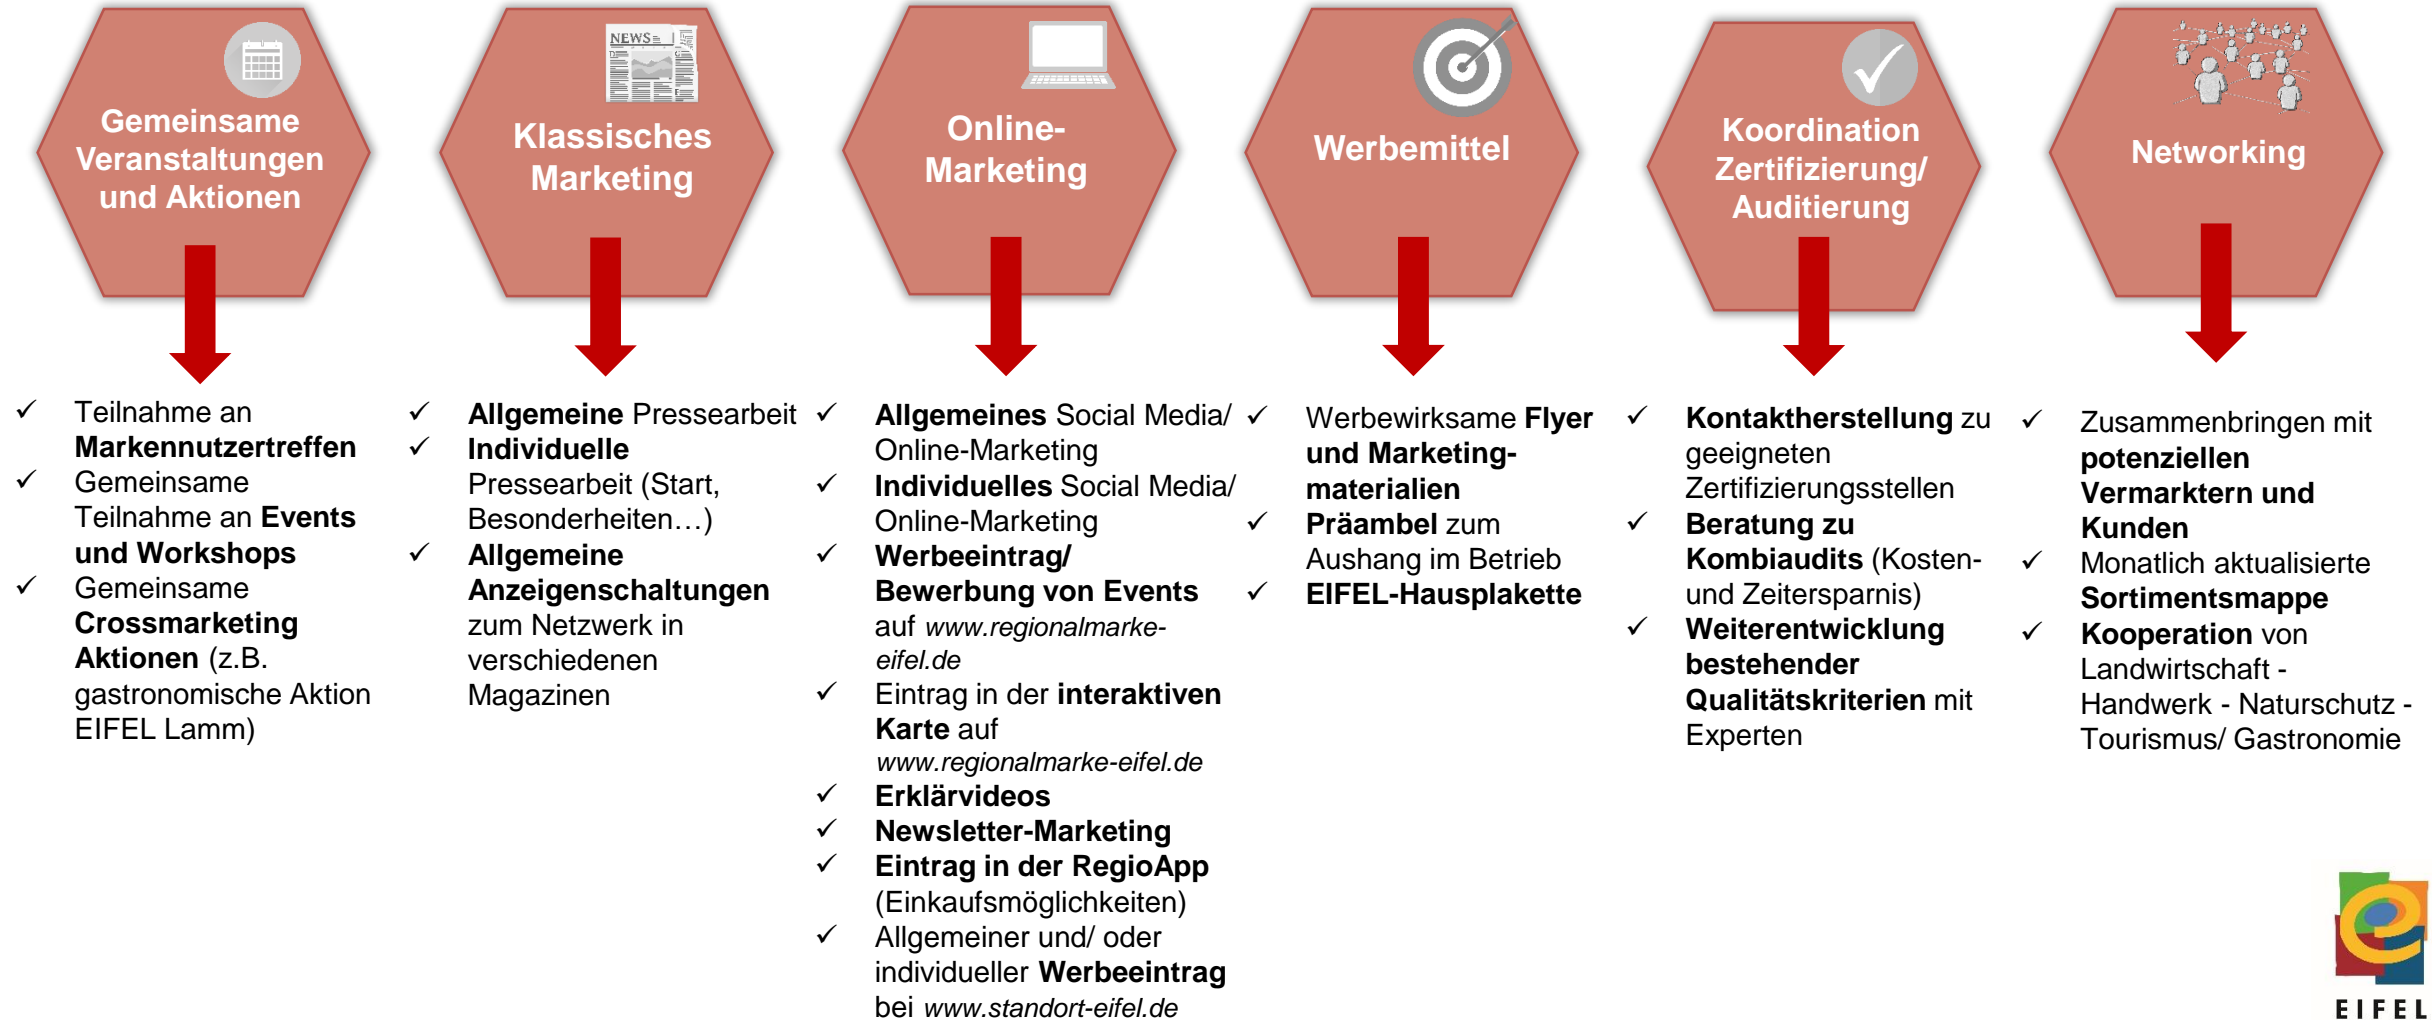 Gemeinsame
Veranstaltungen
und Aktionen
✓ Teilnahme an
Markennutzertreffen
✓ Gemeinsame
Teilnahme an Events
und Workshops
✓ Gemeinsame
Crossmarketing
Aktionen (z.B.
gastronomische Aktion
EIFEL Lamm)
NEWS
Klassisches
Marketing
✓ Allgemeine Pressearbeit
✓ Individuelle
Pressearbeit (Start,
Besonderheiten…)
✓ Allgemeine
Anzeigenschaltungen
zum Netzwerk in
verschiedenen
Magazinen
Online-
Marketing
✓ Allgemeines Social Media/
Online-Marketing
✓ Individuelles Social Media/
Online-Marketing
✓ Werbeeintrag/
Bewerbung von Events
auf www.regionalmarke-
eifel.de
✓ Eintrag in der interaktiven
Karte auf
www.regionalmarke-eifel.de
✓ Erklärvideos
✓ Newsletter-Marketing
✓ Eintrag in der RegioApp
(Einkaufsmöglichkeiten)
✓ Allgemeiner und/ oder
individueller Werbeeintrag
bei www.standort-eifel.de
Werbemittel
✓ Werbewirksame Flyer
und Marketing-
materialien
✓ Präambel zum
Aushang im Betrieb
✓ EIFEL-Hausplakette
Koordination
Zertifizierung/
Auditierung
✓ Kontaktherstellung zu
geeigneten
Zertifizierungsstellen
✓ Beratung zu
Kombiaudits (Kosten-
und Zeitersparnis)
✓ Weiterentwicklung
bestehender
Qualitätskriterien mit
Experten
Networking
✓ Zusammenbringen mit
potenziellen
Vermarktern und
Kunden
✓ Monatlich aktualisierte
Sortimentsmappe
✓ Kooperation von
Landwirtschaft -
Handwerk - Naturschutz -
Tourismus/ Gastronomie
EIFEL